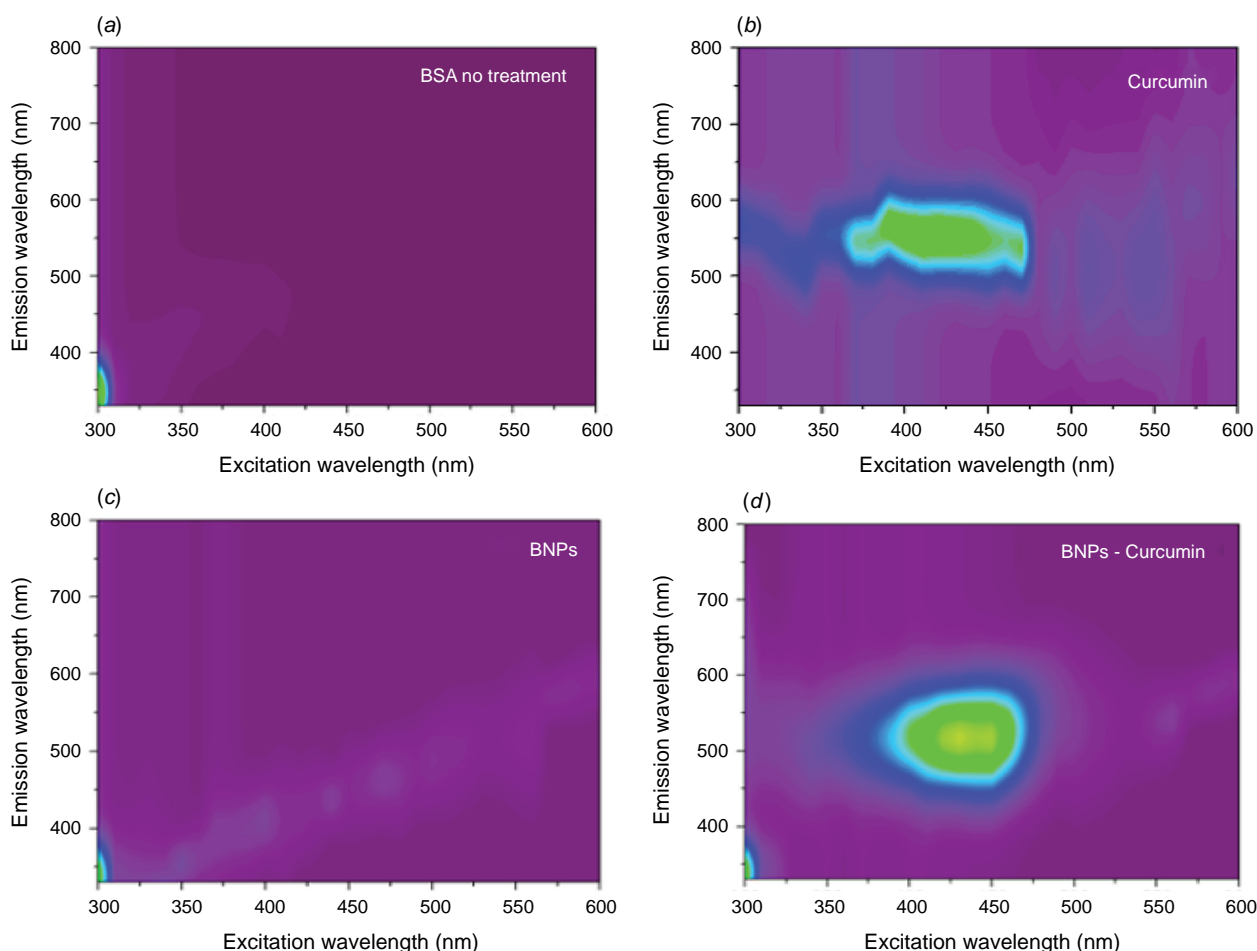 (a)
BSA no treatment
Emission wavelength (nm)
800
700
600
500
400
300 350 400 450 500 550 600
Excitation wavelength (nm)
(b)
Curcumin
Emission wavelength (nm)
800
700
600
500
400
300 350 400 450 500 550 600
Excitation wavelength (nm)
(c)
BNPs
Emission wavelength (nm)
800
700
600
500
400
300 350 400 450 500 550 600
Excitation wavelength (nm)
(d)
BNPs - Curcumin
Emission wavelength (nm)
800
700
600
500
400
300 350 400 450 500 550 600
Excitation wavelength (nm)